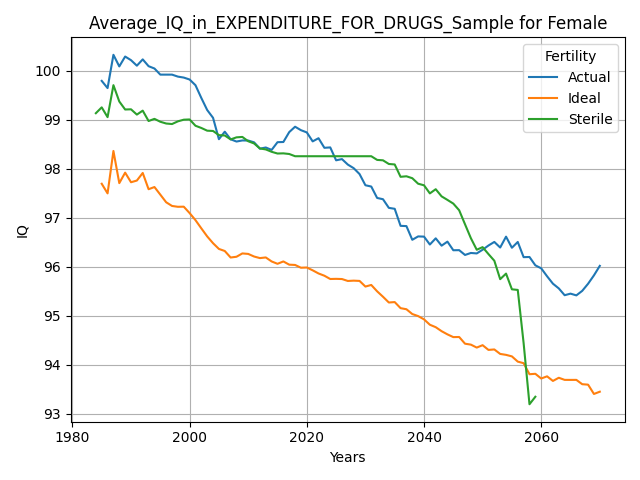 Average_IQ_in_EXPENDITURE_FOR_DRUGS_Sample for Female
Fertility
Actual
Ideal
Sterile
IQ
100
99
98
97
96
95
94
93
1980 2000 2020 2040 2060
Years